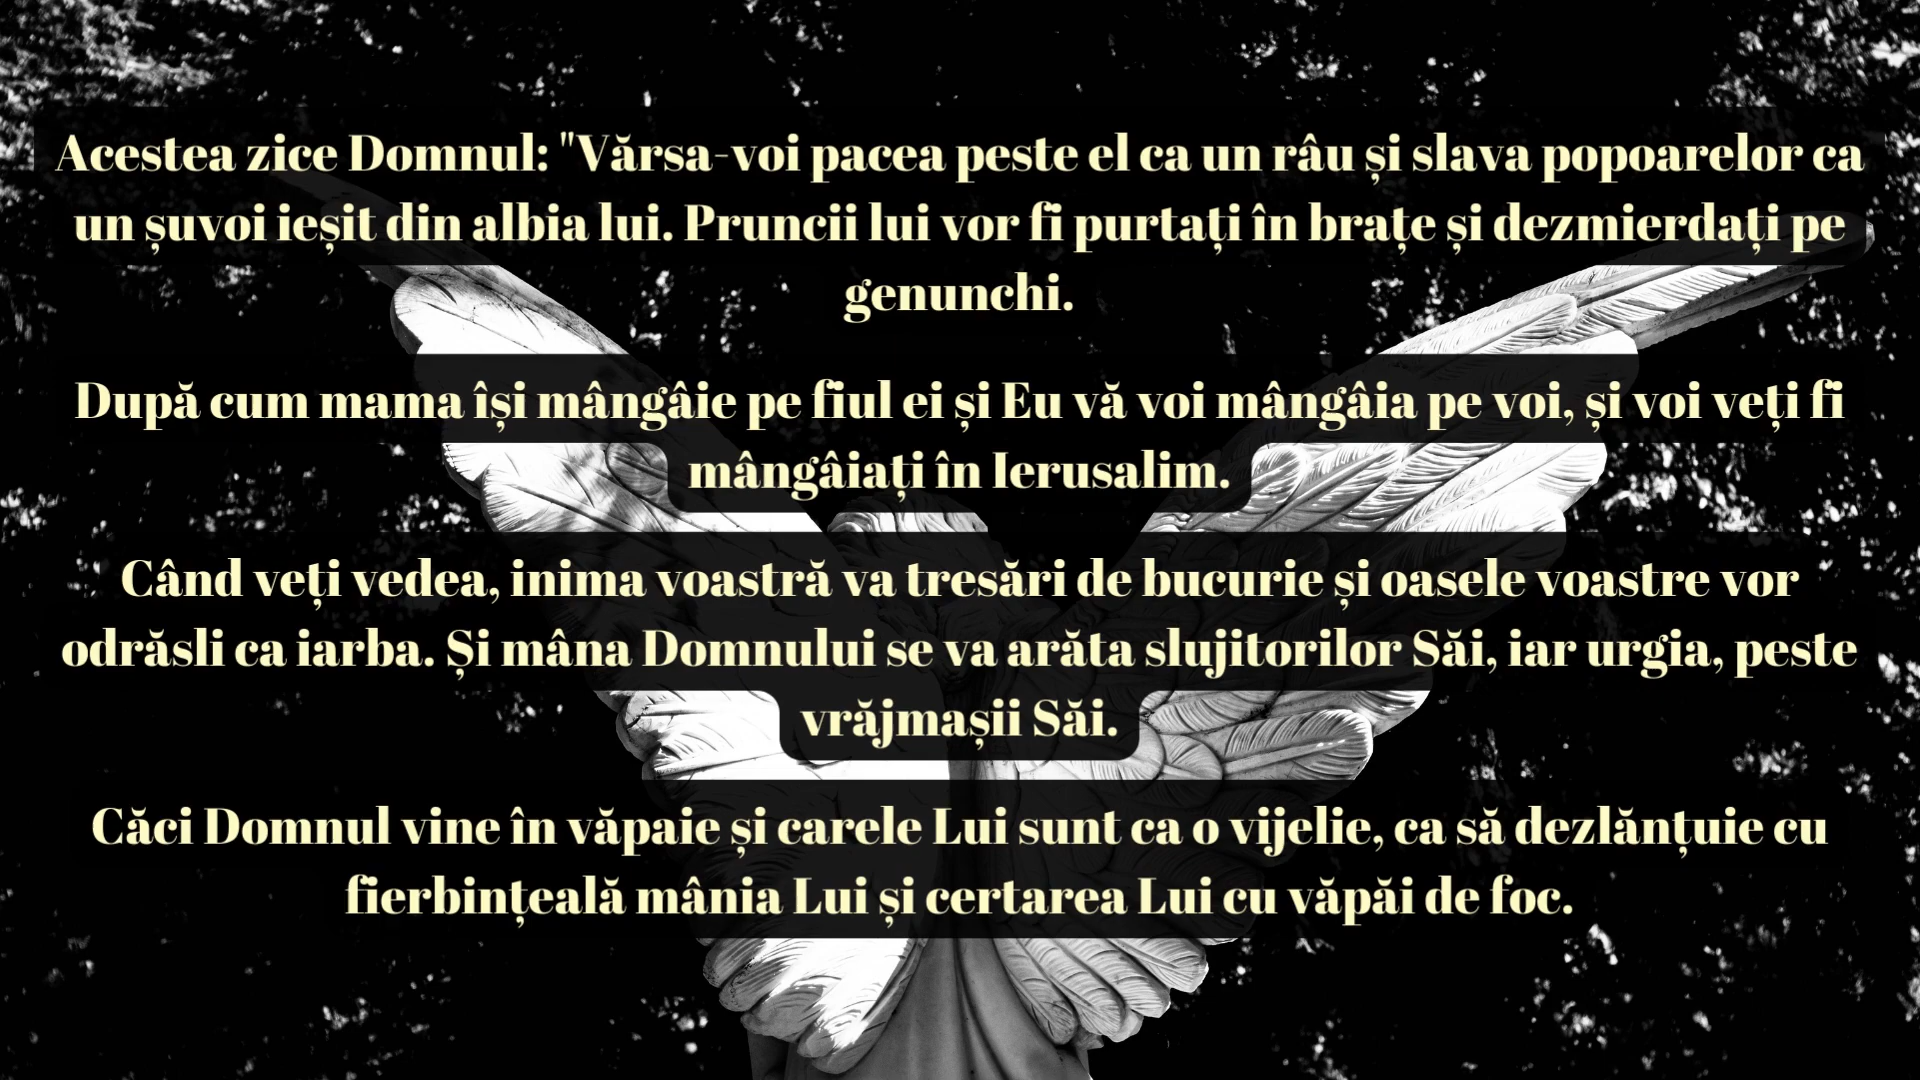 Acestea zice Domnul: "Vărsa-voi pacea peste el ca un râu și slava popoarelor ca
un șuvoi ieșit din albia lui. Pruncii lui vor fi purtați în brațe și dezmierdați pe
genunchi.
După cum mama își mângâie pe fiul ei și Eu vă voi mângâia pe voi, și voi veți fi
mângâiați în Ierusalim.
Când veți vedea, inima voastră va tresări de bucurie și oasele voastre vor
odrăsli ca iarba. Și mâna Domnului se va arăta slujitorilor Săi, iar urgia, peste
vrăjmașii Săi.
Căci Domnul vine în văpaie și carele Lui sunt ca o vijelie, ca să dezlănțuie cu
fierbințeală mânia Lui și certarea Lui cu văpăi de foc.